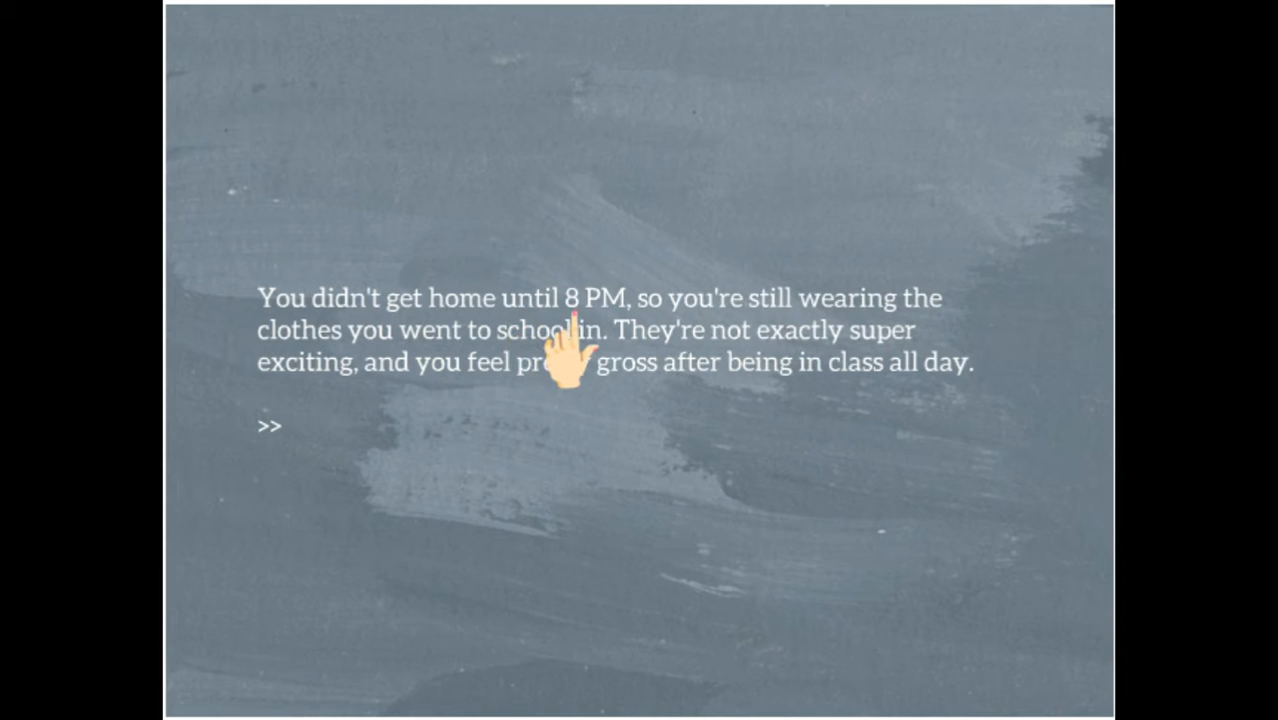 You didn't get home until 8 PM, so you're still wearing the
clothes you went to school in. They're not exactly super
exciting, and you feel gross after being in class all day.
>>